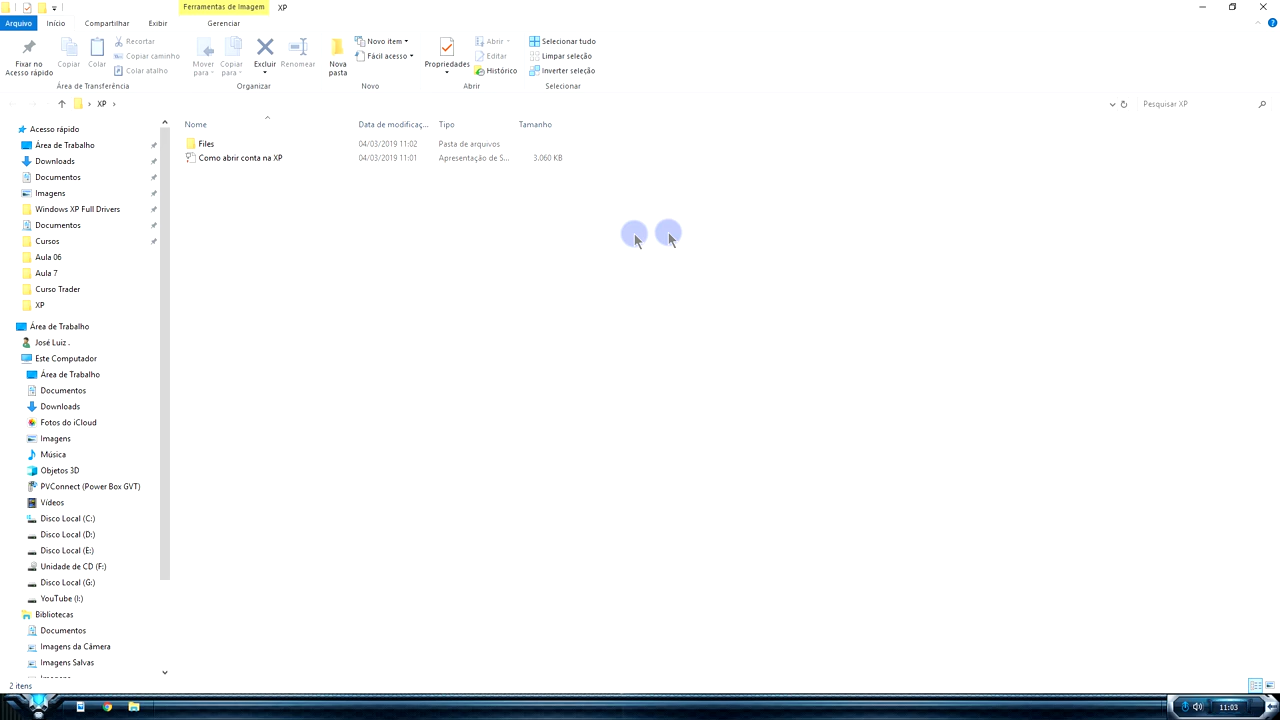 Ferramentas de Imagem XP
Arquivo Início Compartilhar Exibir Gerenciar
Fixar no Acesso rápido
Copiar
Colar
Recortar
Copiar caminho
Colar atalho
Área de Transferência
Mover para
Copiar para
Excluir
Renomear
Organizar
Nova pasta
Novo item
Fácil acesso
Novo
Propriedades
Abrir
Editar
Histórico
Abrir
Selecionar tudo
Limpar seleção
Inverter seleção
Selecionar
XP
Pesquisar XP
Nome Data de modificaç... Tipo Tamanho
Files 04/03/2019 11:02 Pasta de arquivos
Como abrir conta na XP 04/03/2019 11:01 Apresentação de S... 3.060 KB
Acesso rápido
Área de Trabalho
Downloads
Documentos
Imagens
Windows XP Full Drivers
Documentos
Cursos
Aula 06
Aula 7
Curso Trader
XP
Área de Trabalho
José Luiz .
Este Computador
Área de Trabalho
Documentos
Downloads
Fotos do iCloud
Imagens
Música
Objetos 3D
PVConnect (Power Box GVT)
Vídeos
Disco Local (C:)
Disco Local (D:)
Disco Local (E:)
Unidade de CD (F:)
Disco Local (G:)
YouTube (I:)
Bibliotecas
Documentos
Imagens da Câmera
Imagens Salvas
2 itens
11:03